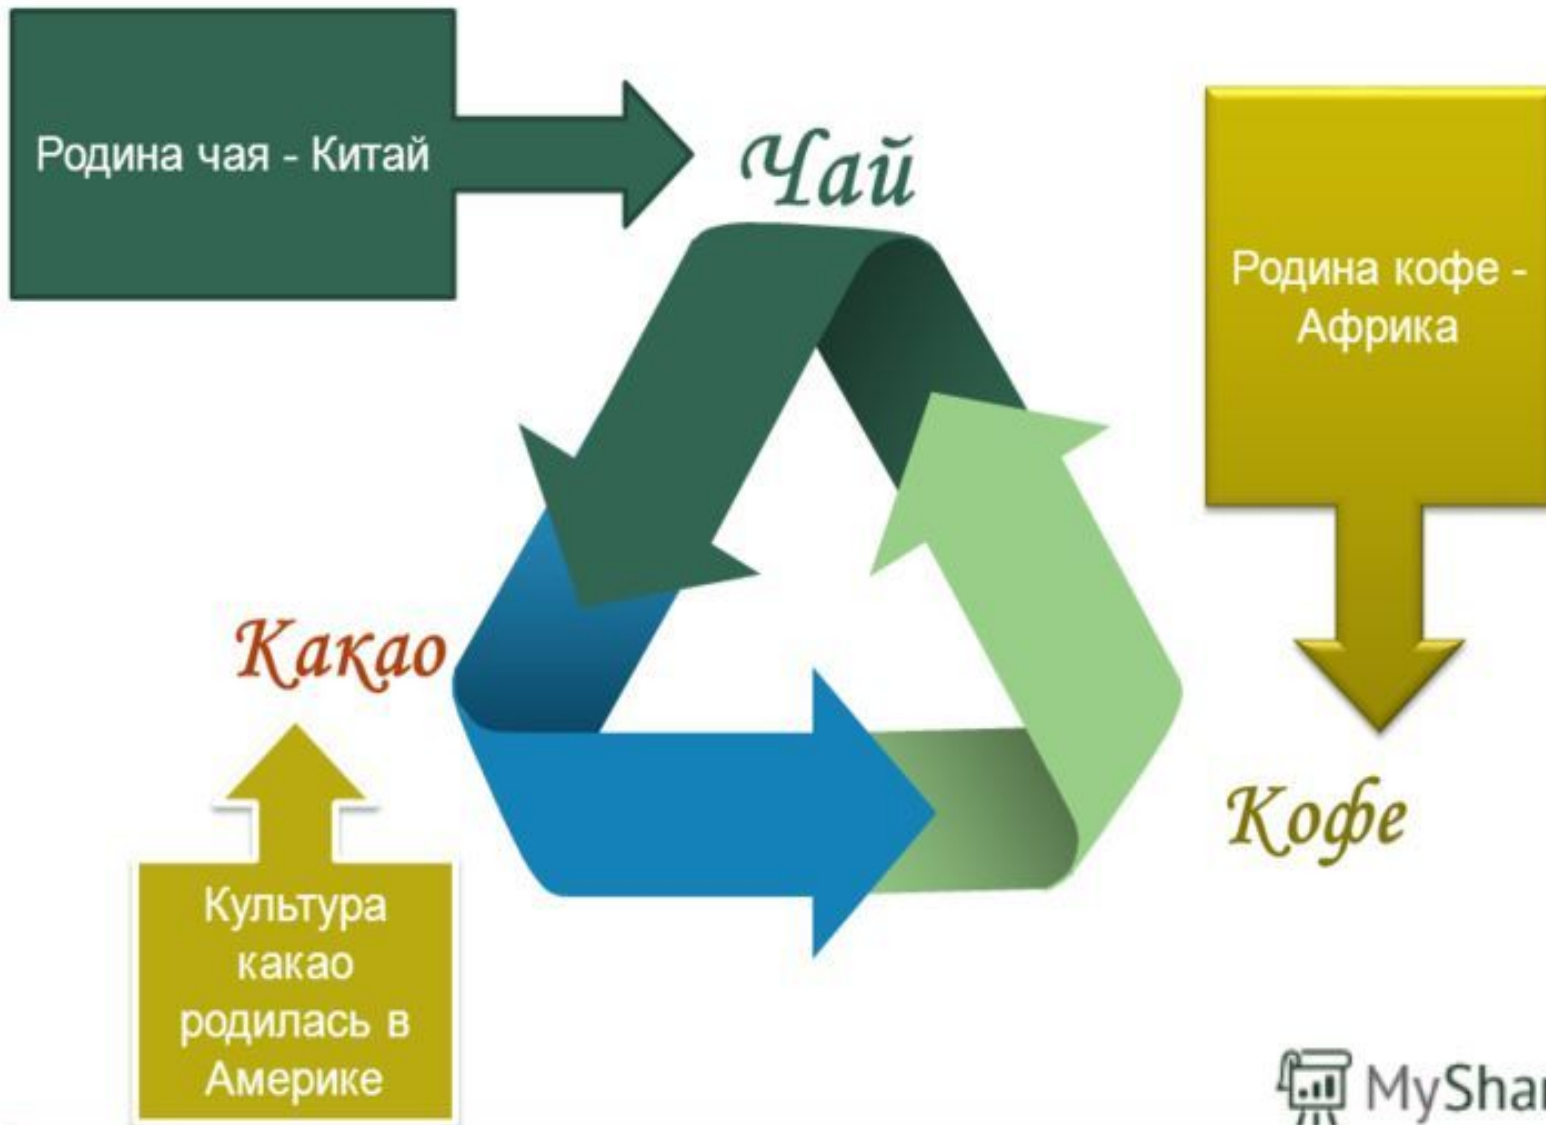 Родина чая - Китай
Чай
Родина кофе -
Африка
Какао
Кофе
Культура
какао
родилась в
Америке
MyShar